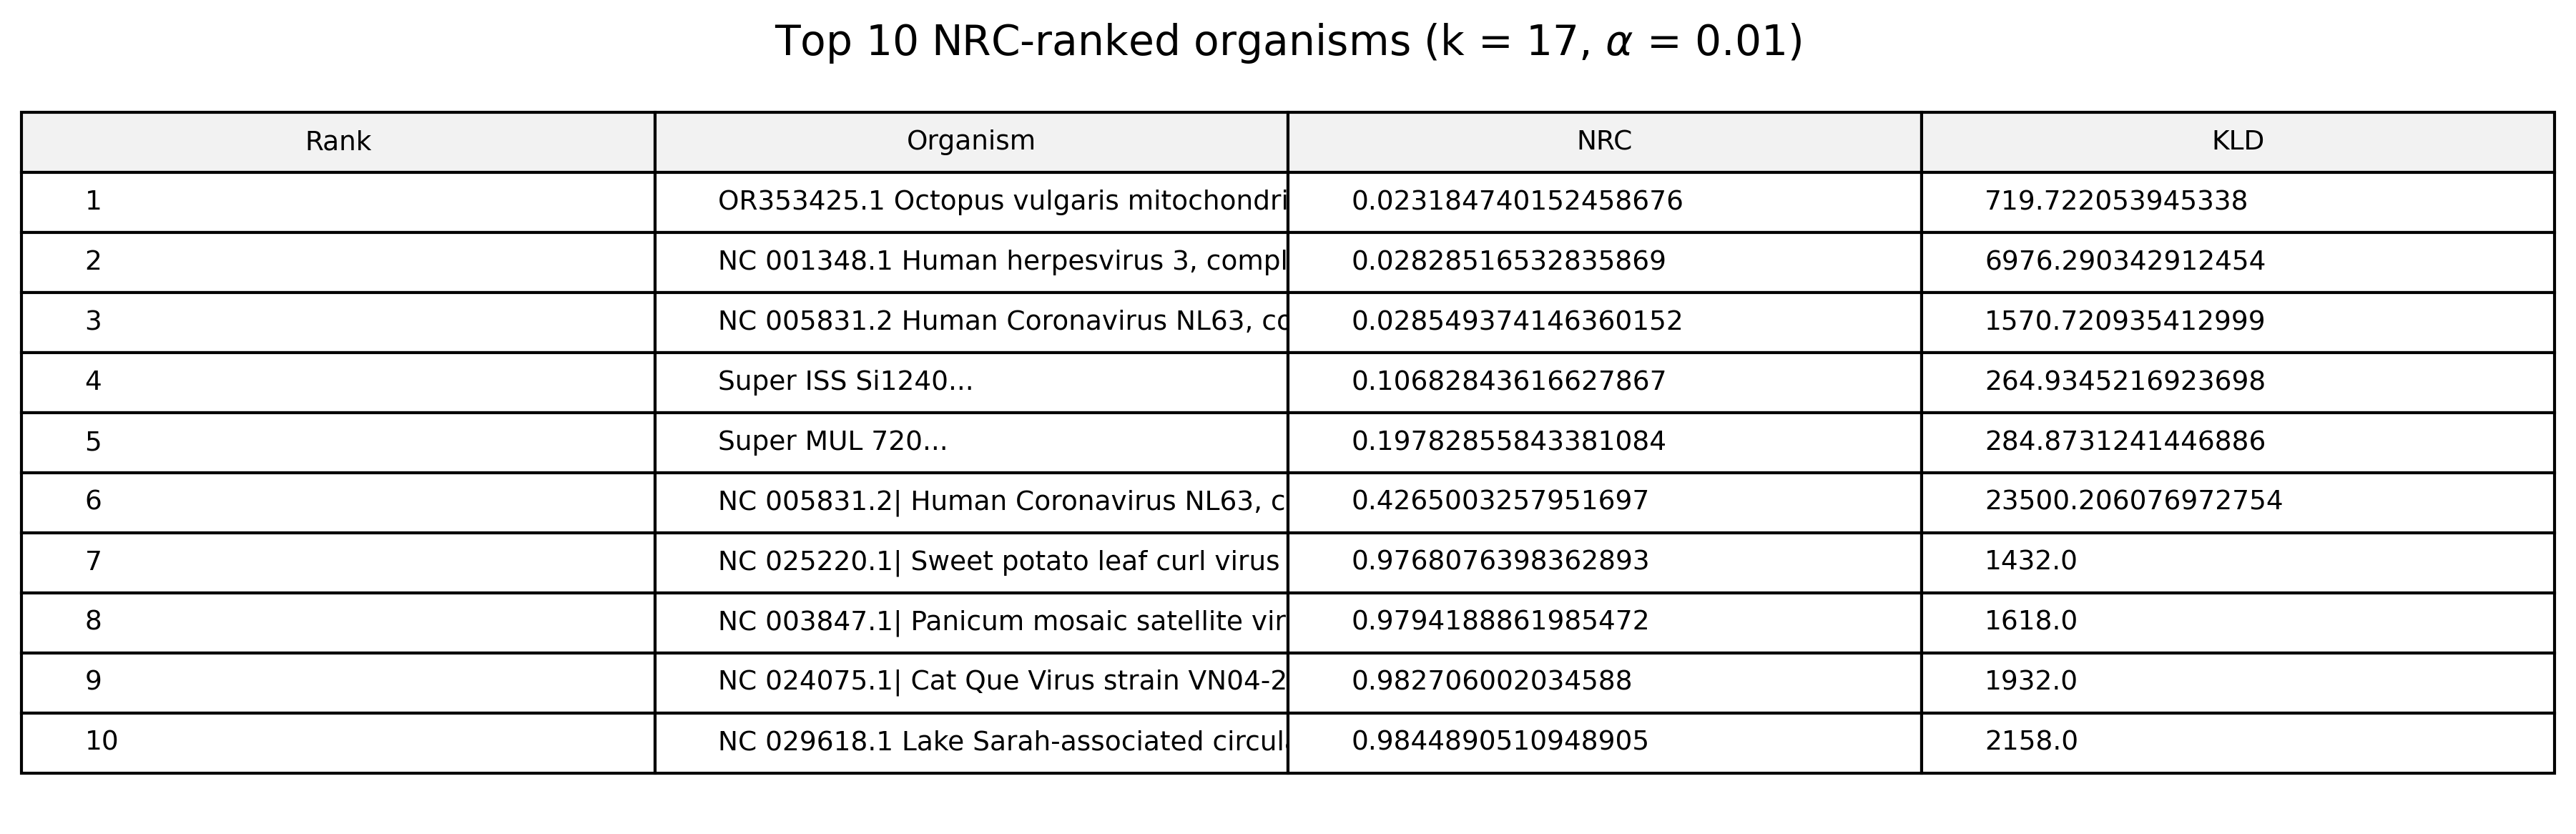 Top 10 NRC-ranked organisms (k = 17, α = 0.01)
Rank Organism NRC KLD
1 OR353425.1 Octopus vulgaris mitochondri 0.023184740152458676 719.722053945338
2 NC 001348.1 Human herpesvirus 3, compl 0.02828516532835869 6976.290342912454
3 NC 005831.2 Human Coronavirus NL63, co 0.028549374146360152 1570.720935412999
4 Super ISS Si1240... 0.10682843616627867 264.9345216923698
5 Super MUL 720... 0.19782855843381084 284.8731241446886
6 NC 005831.2| Human Coronavirus NL63, c 0.4265003257951697 23500.206076972754
7 NC 025220.1| Sweet potato leaf curl virus 0.9768076398362893 1432.0
8 NC 003847.1| Panicum mosaic satellite vir 0.9794188861985472 1618.0
9 NC 024075.1| Cat Que Virus strain VN04-2 0.982706002034588 1932.0
10 NC 029618.1 Lake Sarah-associated circul 0.9844890510948905 2158.0